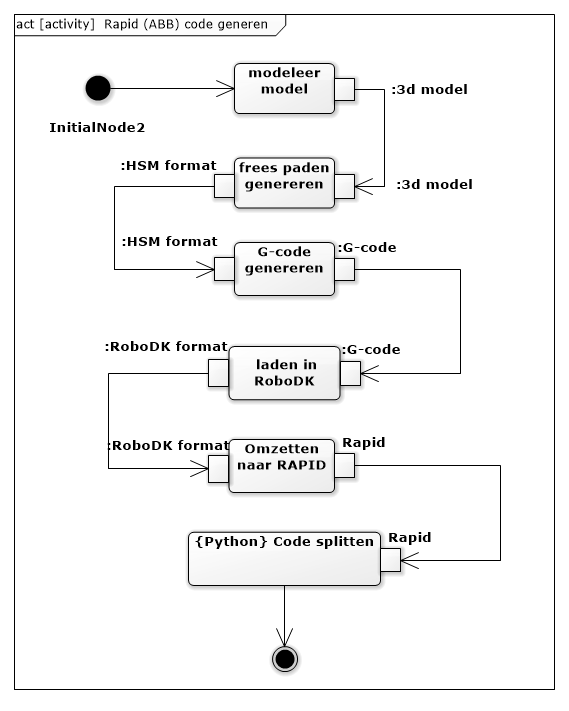 act [activity] Rapid (ABB) code generen
modeleer
model
:3d model
InitialNode2
:HSM format
frees paden
genereren
:3d model
:HSM format
G-code
genereren
:G-code
:RoboDK format
laden in
RoboDK
:G-code
:RoboDK format
Omzetten
naar RAPID
Rapid
{Python} Code splitten
Rapid